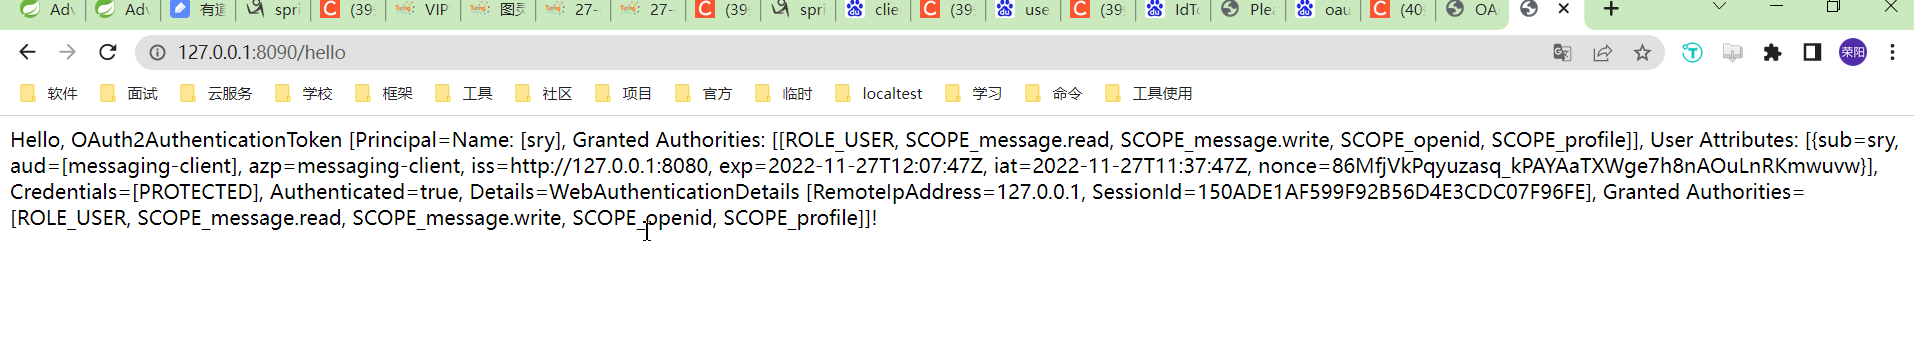 Adv
Adv
有道
spri
(39
VIP
图灵
27-
27-
(39
spri
clie
(39
use
(39
IdTo
Plea
oau
(40
OA
127.0.0.1:8090/hello
荣阳
软件 面试 云服务 学校 框架 工具 社区 项目 官方 临时 localtest 学习 命令 工具使用
Hello, OAuth2AuthenticationToken [Principal=Name: [sry], Granted Authorities: [[ROLE_USER, SCOPE_message.read, SCOPE_message.write, SCOPE_openid, SCOPE_profile]], User Attributes: [{sub=sry,
aud=[messaging-client], azp=messaging-client, iss=http://127.0.0.1:8080, exp=2022-11-27T12:07:47Z, iat=2022-11-27T11:37:47Z, nonce=86MfjVkPqyuzasq_kPAYAaTXWge7h8nAOuLnRKmwuvw}],
Credentials=[PROTECTED], Authenticated=true, Details=WebAuthenticationDetails [RemoteIpAddress=127.0.0.1, SessionId=150ADE1AF599F92B56D4E3CDC07F96FE], Granted Authorities=
[ROLE_USER, SCOPE_message.read, SCOPE_message.write, SCOPE_openid, SCOPE_profile]]!